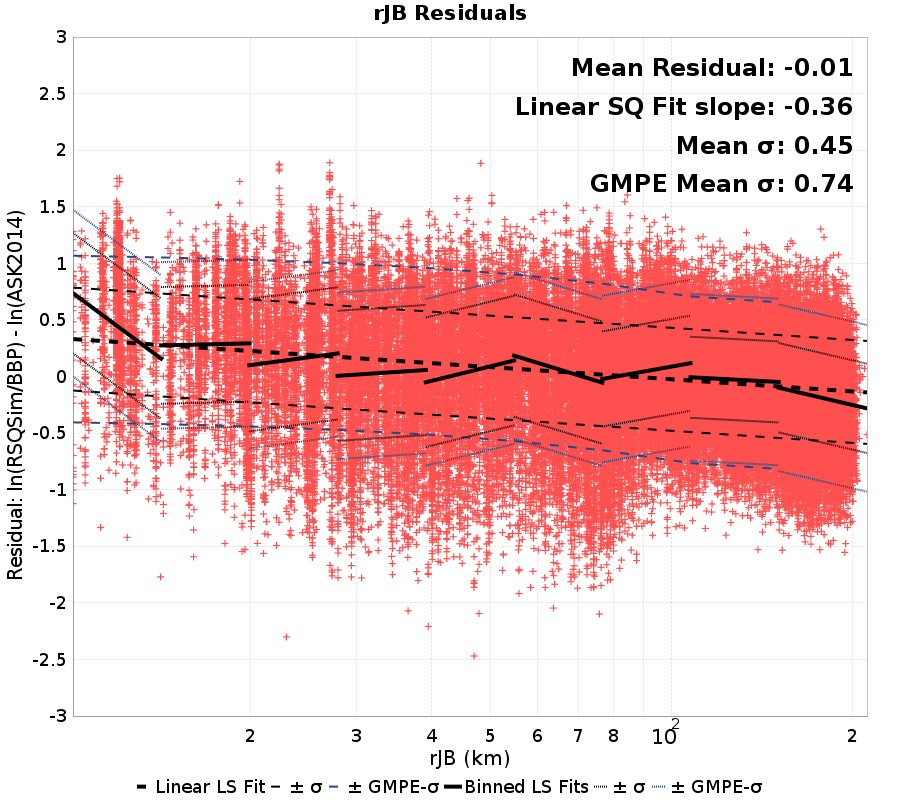 rJB Residuals
Mean Residual: -0.01
Linear SQ Fit slope: -0.36
Mean σ: 0.45
GMPE Mean σ: 0.74
Residual: ln(RSQSim/BBP) - ln(ASK2014)
3
2.5
2
1.5
1
0.5
0
-0.5
-1
-1.5
-2
-2.5
-3
2 3 4 5 6 7 8 10² 2
rJB (km)
Linear LS Fit ± σ ± GMPE-σ Binned LS Fits ± σ ± GMPE-σ